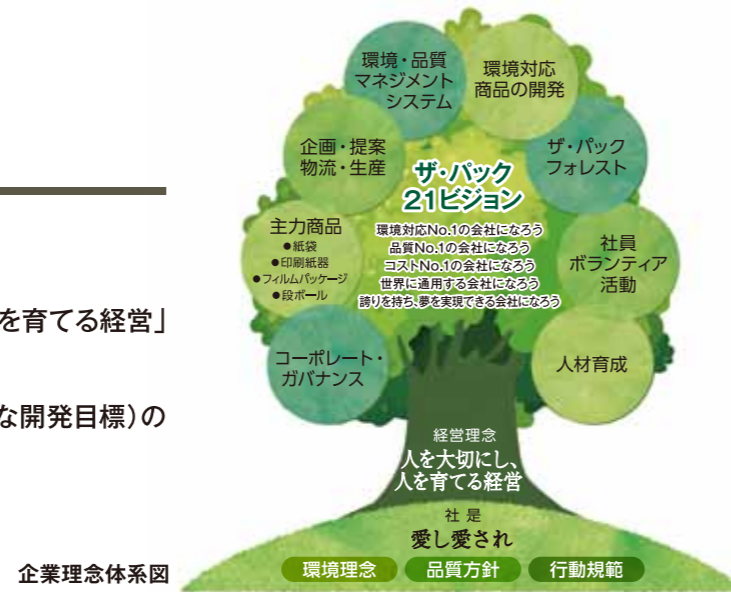 を育てる経営」
な開発目標)の
企業理念体系図
環境・品質
マネジメント
システム
環境対応
商品の開発
企画・提案
物流・生産
ザ・パック
フォレスト
ザ・パック
21ビジョン
環境対応No.1の会社になろう
品質No.1の会社になろう
コストNo.1の会社になろう
世界に通用する会社になろう
誇りを持ち、夢を実現できる会社になろう
主力商品
●紙袋
●印刷紙器
●フィルムパッケージ
●段ボール
社員
ボランティア
活動
コーポレート・
ガバナンス
人材育成
経営理念
人を大切にし、
人を育てる経営
社 是
愛し愛され
環境理念 品質方針 行動規範